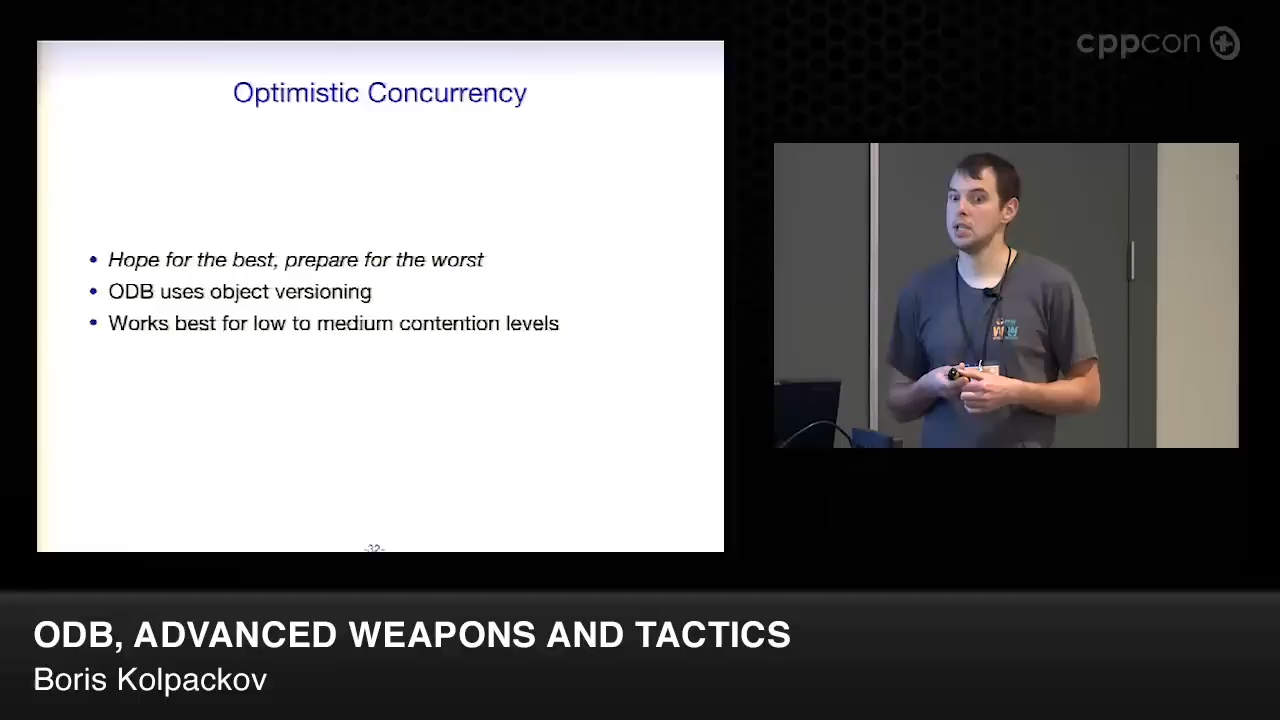 cppcon
Optimistic Concurrency
• Hope for the best, prepare for the worst
• ODB uses object versioning
• Works best for low to medium contention levels
-32-
ODB, ADVANCED WEAPONS AND TACTICS
Boris Kolpackov